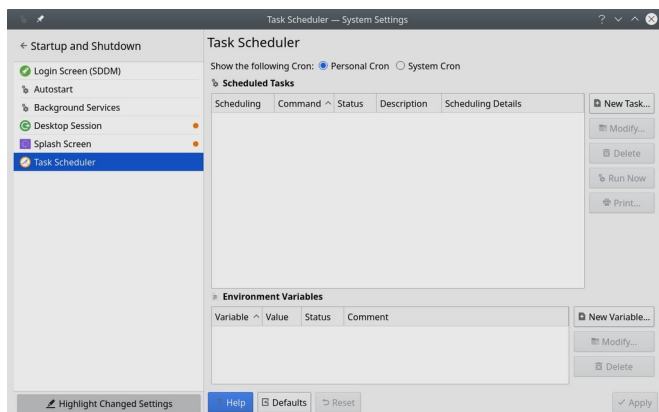 Task Scheduler — System Settings
← Startup and Shutdown
Login Screen (SDDM)
Autostart
Background Services
Desktop Session
Splash Screen
Task Scheduler
Highlight Changed Settings
Task Scheduler
Show the following Cron: Personal Cron System Cron
Scheduled Tasks
Scheduling Command Status Description Scheduling Details
New Task...
Modify...
Delete
Run Now
Print...
Environment Variables
Variable Value Status Comment
New Variable...
Modify...
Delete
Help Defaults Reset Apply